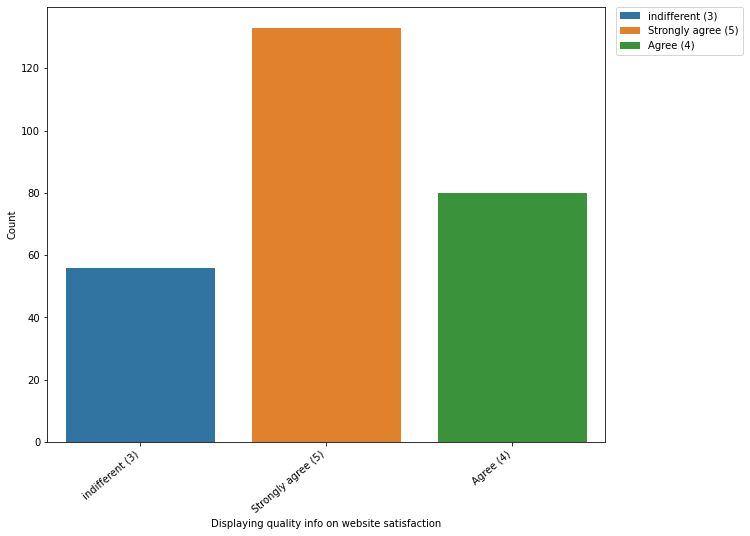 indifferent (3)
Strongly agree (5)
Agree (4)
Count
120
100
80
60
40
20
0
indifferent (3)
Strongly agree (5)
Agree (4)
Displaying quality info on website satisfaction